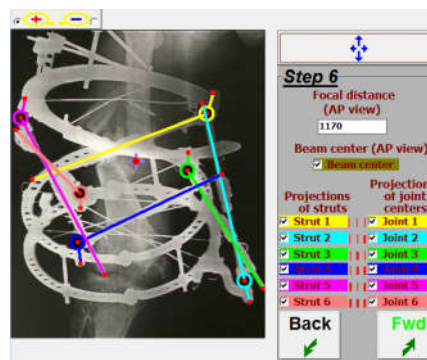 Step 6
Focal distance
(AP view)
1170
Beam center (AP view)
Beam center
Projections
of struts
Projection
of joint
centers
Strut 1 Joint 1
Strut 2 Joint 2
Strut 3 Joint 3
Strut 4 Joint 4
Strut 5 Joint 5
Strut 6 Joint 6
Back Fwd